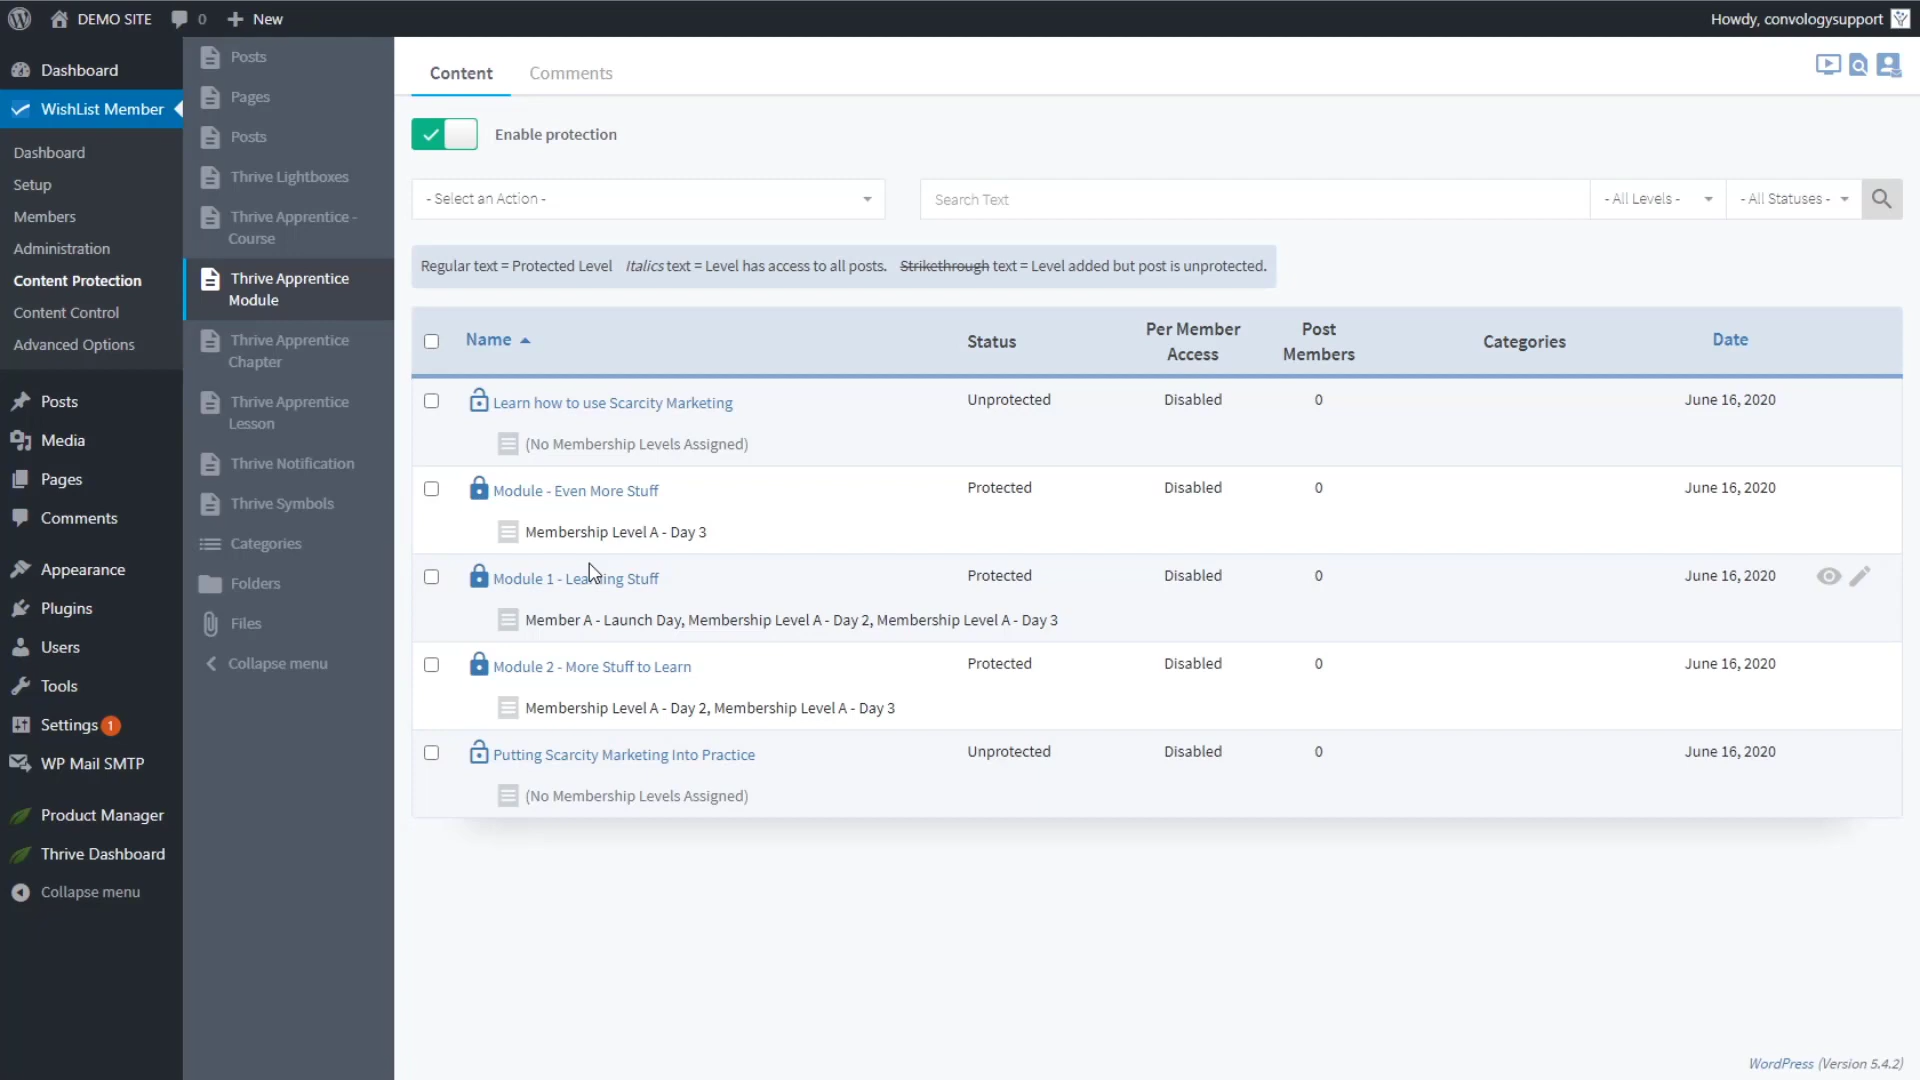 DEMO SITE
0
New
Howdy, convologysupport
Dashboard
WishList Member
Dashboard
Setup
Members
Administration
Content Protection
Content Control
Advanced Options
Posts
Media
Pages
Comments
Appearance
Plugins
Users
Tools
Settings 1
WP Mail SMTP
Product Manager
Thrive Dashboard
Collapse menu
Posts
Pages
Posts
Thrive Lightboxes
Thrive Apprentice -
Course
Thrive Apprentice
Module
Thrive Apprentice
Chapter
Thrive Apprentice
Lesson
Thrive Notification
Thrive Symbols
Categories
Folders
Files
Collapse menu
Content Comments
Enable protection
- Select an Action - Search Text - All Levels - - All Statuses -
Regular text = Protected Level Italics text = Level has access to all posts. Strikethrough text = Level added but post is unprotected.
Name Status Per Member Access Post Members Categories Date
Learn how to use Scarcity Marketing Unprotected Disabled 0 June 16, 2020
(No Membership Levels Assigned)
Module - Even More Stuff Protected Disabled 0 June 16, 2020
Membership Level A - Day 3
Module 1 - Learning Stuff Protected Disabled 0 June 16, 2020
Member A - Launch Day, Membership Level A - Day 2, Membership Level A - Day 3
Module 2 - More Stuff to Learn Protected Disabled 0 June 16, 2020
Membership Level A - Day 2, Membership Level A - Day 3
Putting Scarcity Marketing Into Practice Unprotected Disabled 0 June 16, 2020
(No Membership Levels Assigned)
WordPress (Version 5.4.2)